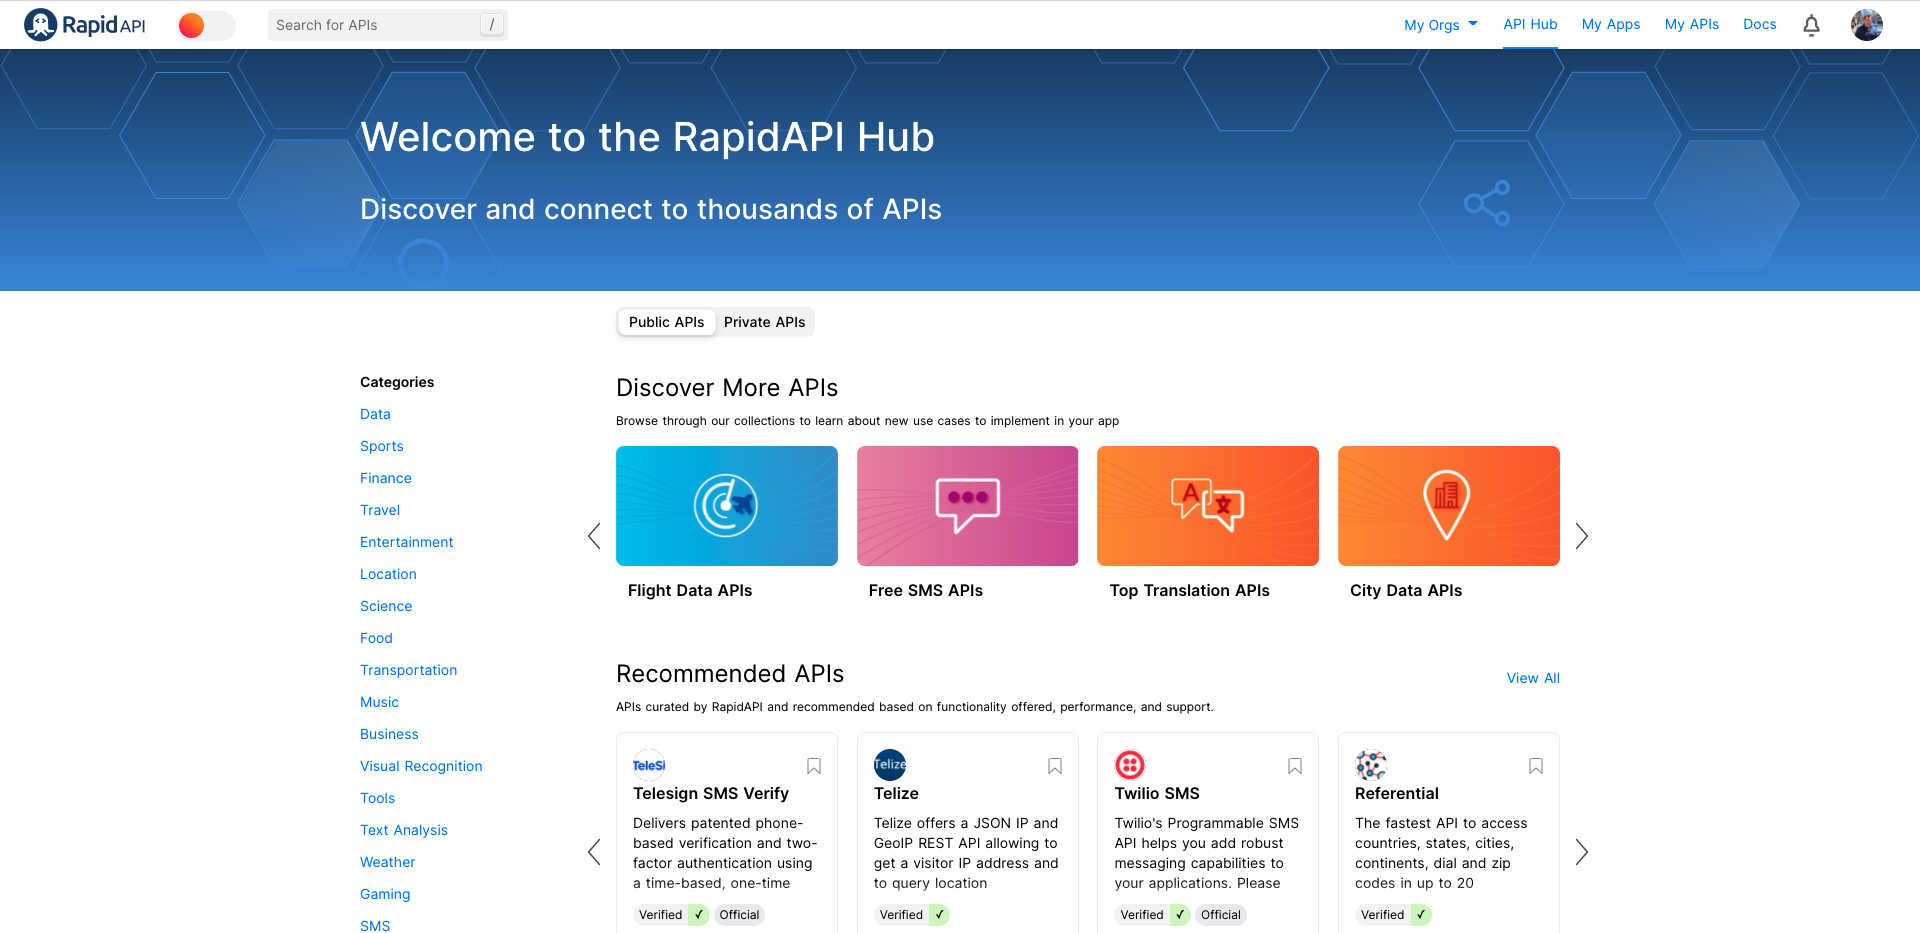 RapidAPI
Search for APIs
/
My Orgs
API Hub
My Apps
My APIs
Docs
Welcome to the RapidAPI Hub
Discover and connect to thousands of APIs
Public APIs
Private APIs
Categories
Data
Sports
Finance
Travel
Entertainment
Location
Science
Food
Transportation
Music
Business
Visual Recognition
Tools
Text Analysis
Weather
Gaming
SMS
Discover More APIs
Browse through our collections to learn about new use cases to implement in your app
A 文
Flight Data APIs
Free SMS APIs
Top Translation APIs
City Data APIs
Recommended APIs
View All
APIs curated by RapidAPI and recommended based on functionality offered, performance, and support.
TeleSi
Telesign SMS Verify
Delivers patented phone-
based verification and two-
factor authentication using
a time-based, one-time
Verified ✓ Official
Telize
Telize
Telize offers a JSON IP and
GeoIP REST API allowing to
get a visitor IP address and
to query location
Verified ✓
Twilio SMS
Twilio's Programmable SMS
API helps you add robust
messaging capabilities to
your applications. Please
Verified ✓ Official
Referential
The fastest API to access
countries, states, cities,
continents, dial and zip
codes in up to 20
Verified ✓